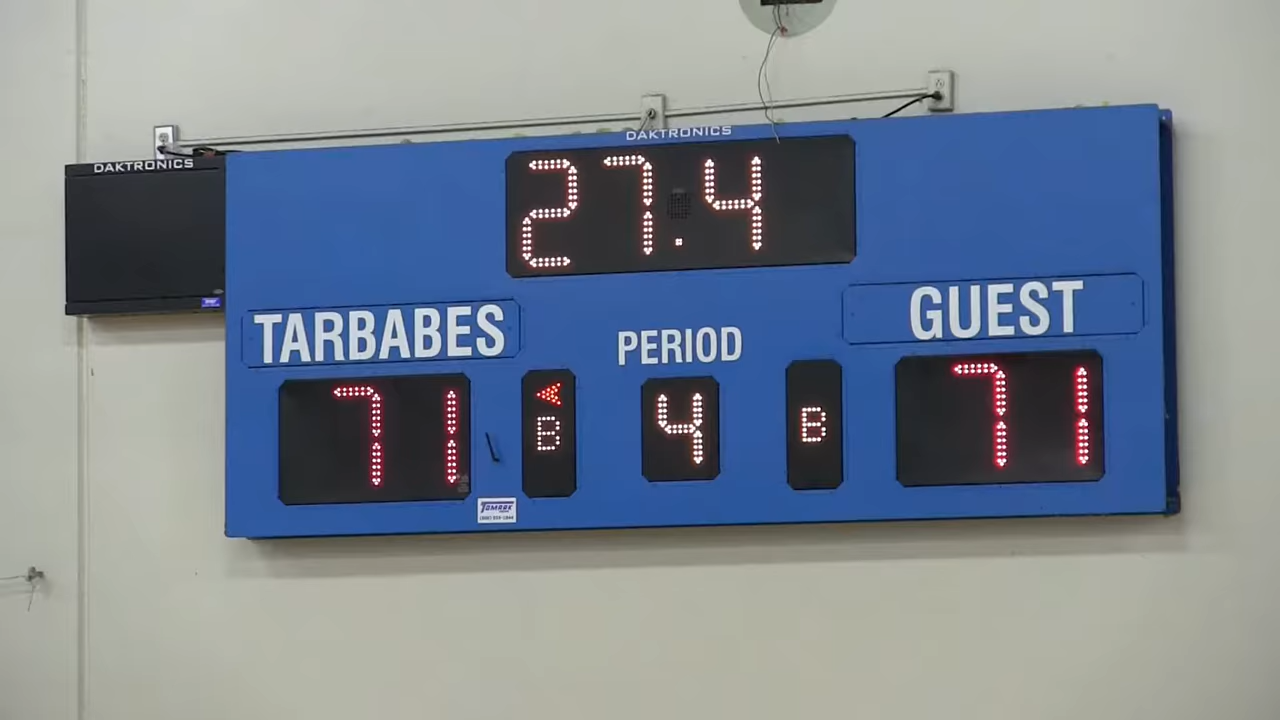 DAKTRONICS
DAKTRONICS
27.4
TARBABES
PERIOD
GUEST
71
B
4
B
71